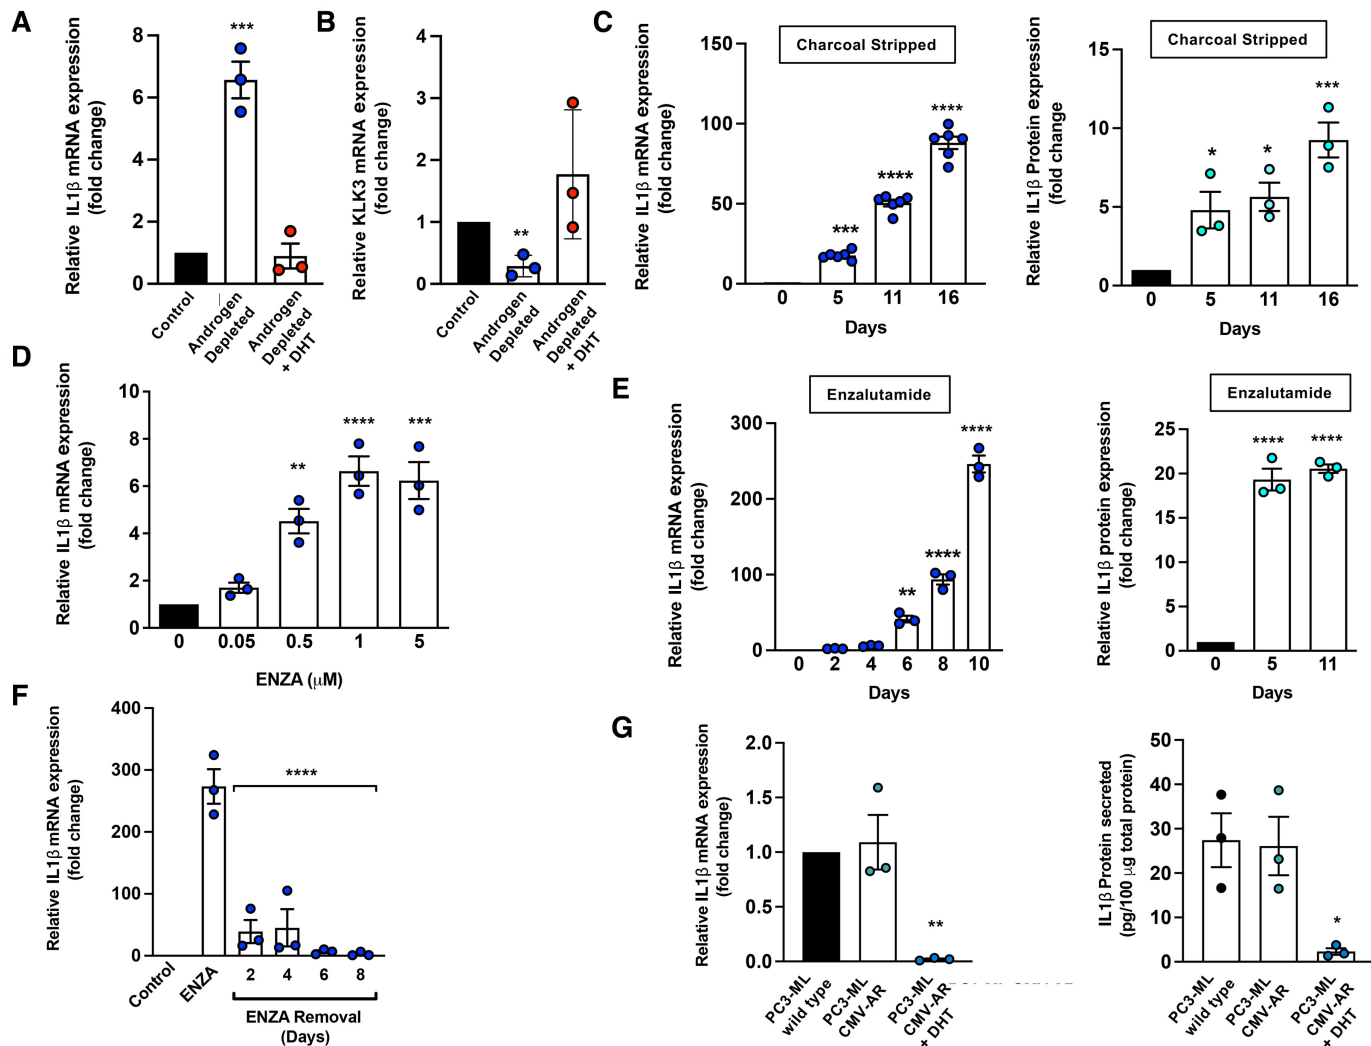 A
Relative IL1β mRNA expression
(fold change)
8
6
4
2
0
***
Control
Androgen
Depleted
Androgen
Depleted
+ DHT
B
Relative KLK3 mRNA expression
(fold change)
4
3
2
1
0
**
Control
Androgen
Depleted
Androgen
Depleted
+ DHT
C
Relative IL1β mRNA expression
(fold change)
Charcoal Stripped
150
100
50
0
***
****
****
0 5 11 16
Days
Relative IL1β Protein expression
(fold change
Charcoal Stripped
15
10
5
0
*
*
***
0 5 11 16
Days
D
Relative IL1β mRNA expression
(fold change)
10
8
6
4
2
0
**
****
***
0 0.05 0.5 1 5
ENZA (μM)
E
Relative IL1β mRNA expression
(fold change)
Enzalutamide
300
200
100
0
**
****
****
0 2 4 6 8 10
Days
Relative IL1β protein expression
(fold change)
Enzalutamide
25
20
15
10
5
0
****
****
0 5 11
Days
F
Relative IL1β mRNA expression
(fold change)
400
300
200
100
0
****
Control
ENZA
2 4 6 8
ENZA Removal
(Days)
G
Relative IL1β mRNA expression
(fold change)
2.0
1.5
1.0
0.5
0.0
**
PC3-ML
wild type
PC3-ML
CMV-AR
PC3-ML
CMV-AR
+ DHT
IL1β Protein secreted
(pg/100 μg total protein)
50
40
30
20
10
0
*
PC3-ML
wild type
PC3-ML
CMV-AR
PC3-ML
CMV-AR
+ DHT